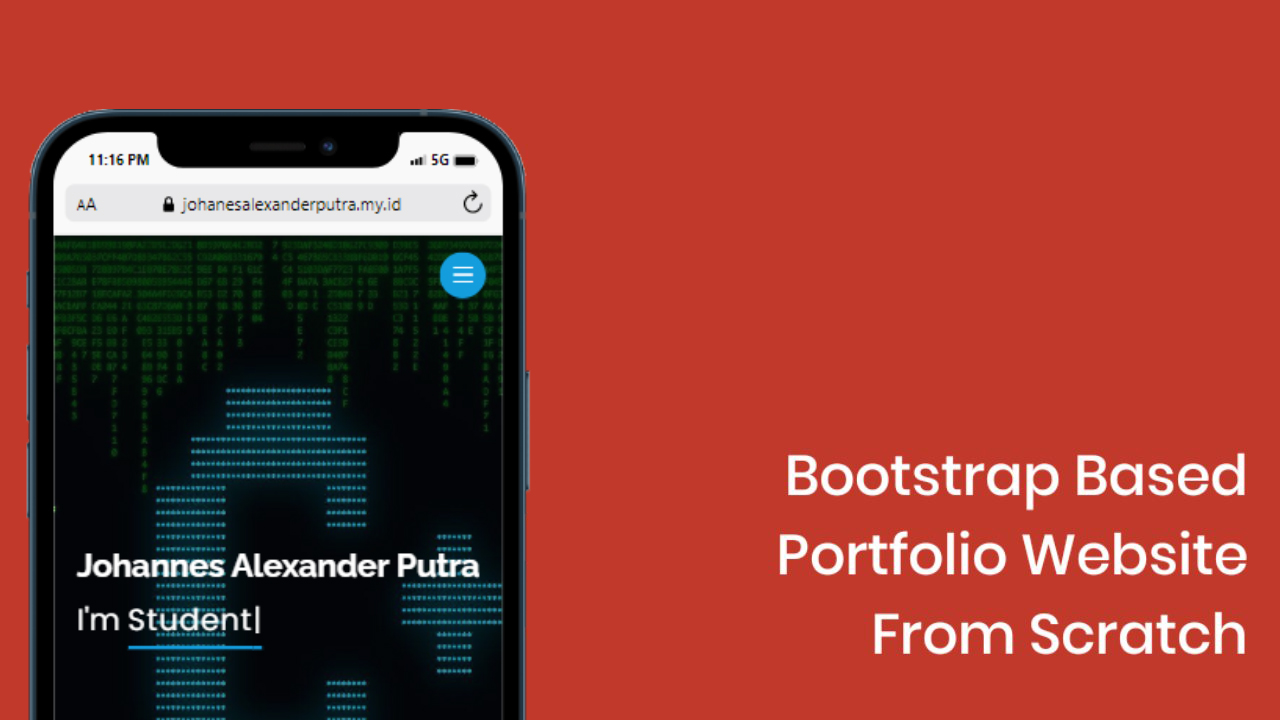 11:16 PM 5G
AA johanesalexanderputra.my.id
Johannes Alexander Putra
I'm Student|
Bootstrap Based
Portfolio Website
From Scratch